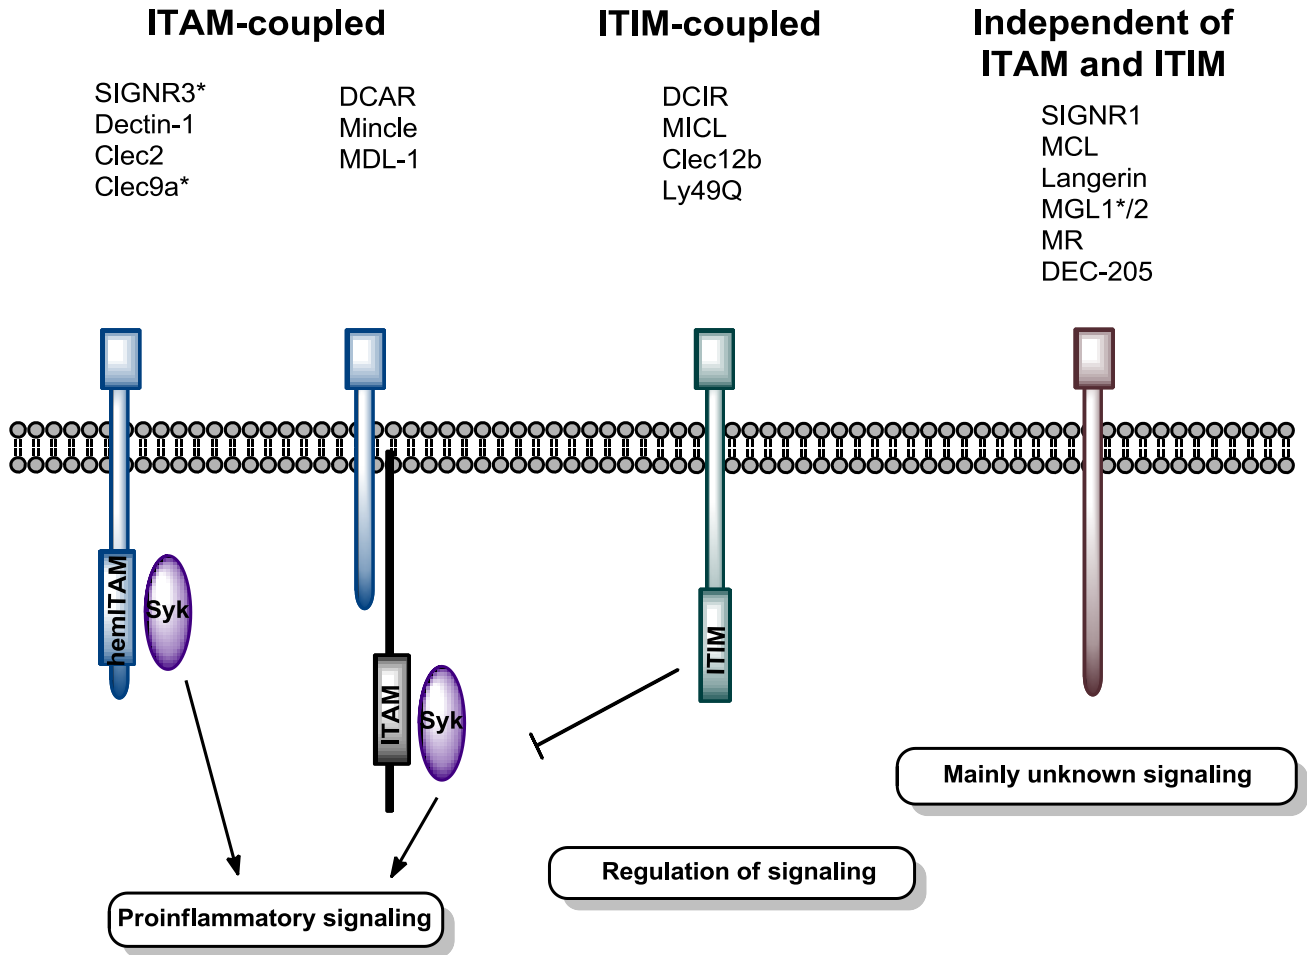 ITAM-coupled
SIGNR3*
Dectin-1
Clec2
Clec9a*
DCAR
Mincle
MDL-1
ITIM-coupled
DCIR
MICL
Clec12b
Ly49Q
Independent of
ITAM and ITIM
SIGNR1
MCL
Langerin
MGL1*/2
MR
DEC-205
hemITAM
Syk
ITAM
Syk
ITIM
Proinflammatory signaling
Regulation of signaling
Mainly unknown signaling